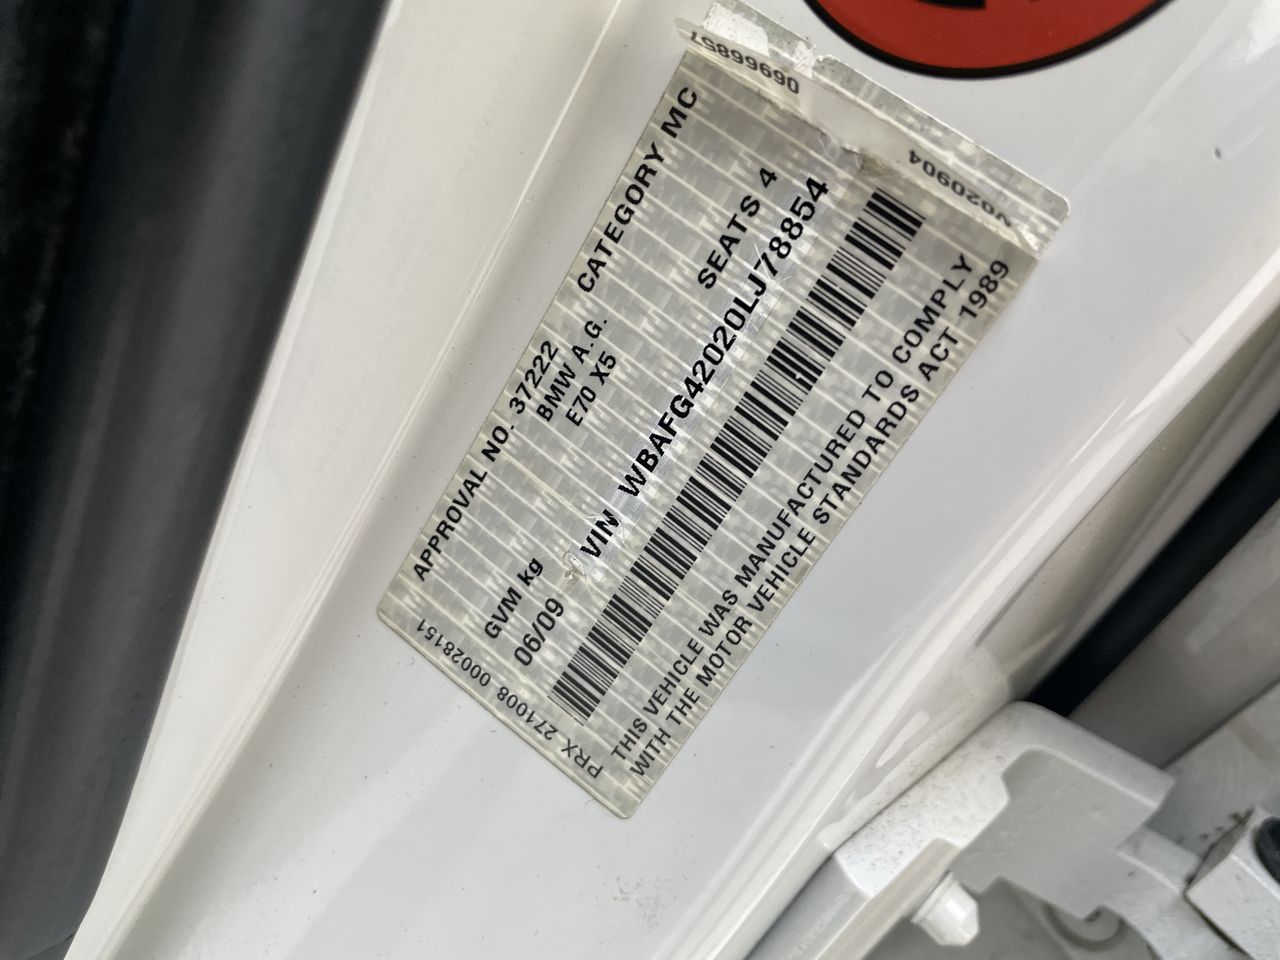 06966857
V020904
APPROVAL NO. 37222 CATEGORY MC
BMW A.G.
E70 X5
GVM kg SEATS 4
06/09 VIN WBAFG42020LJ78854
THIS VEHICLE WAS MANUFACTURED TO COMPLY
WITH THE MOTOR VEHICLE STANDARDS ACT 1989
PRX 271008 00028151